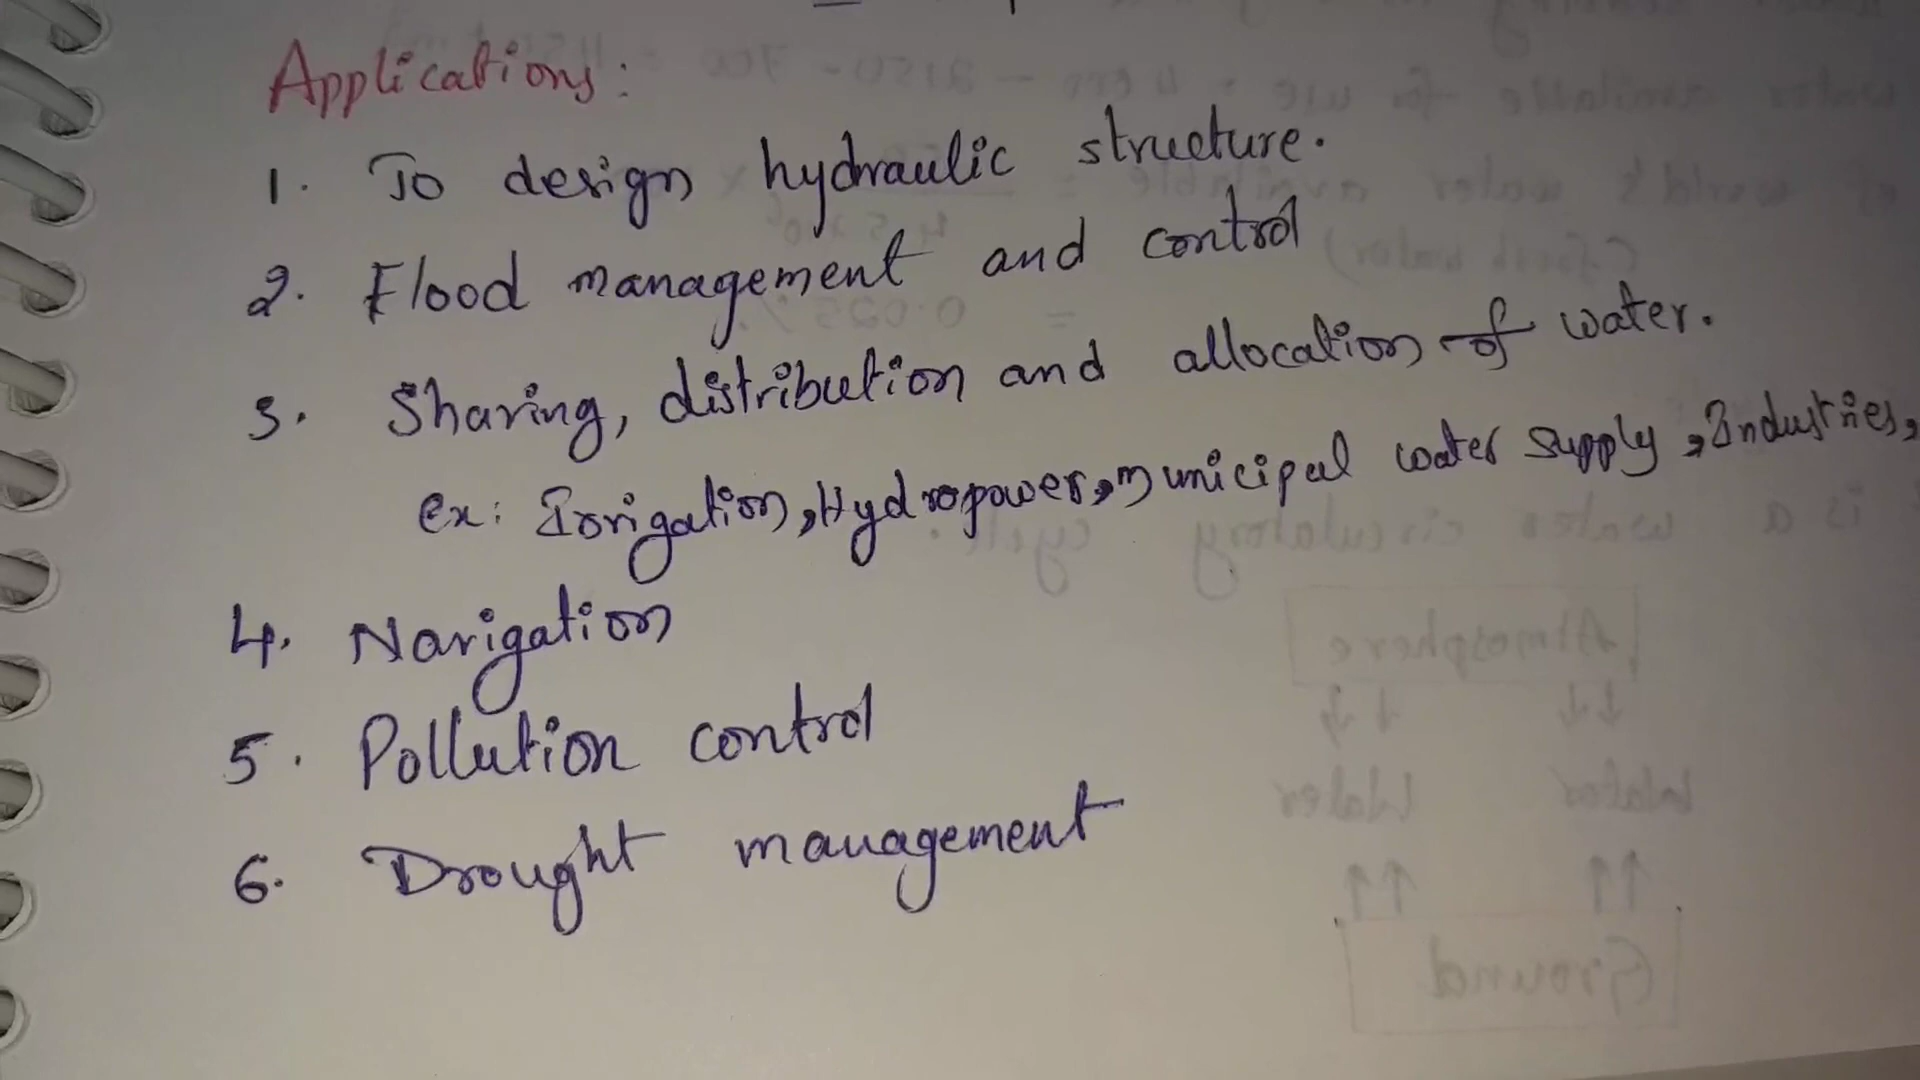 Applications:
1. To design hydraulic structure.
2. Flood management and control
3. Sharing, distribution and allocation of water.
ex: Irrigation, Hydropower, municipal water supply, Industries,
4. Navigation
5. Pollution control
6. Drought management